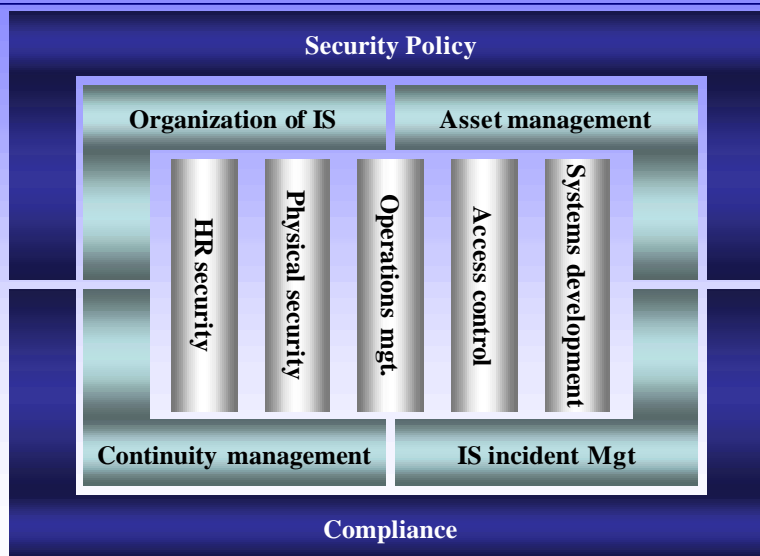 Security Policy
Organization of IS
Asset management
HR security
Physical security
Operations mgt.
Access control
Systems development
Continuity management
IS incident Mgt
Compliance